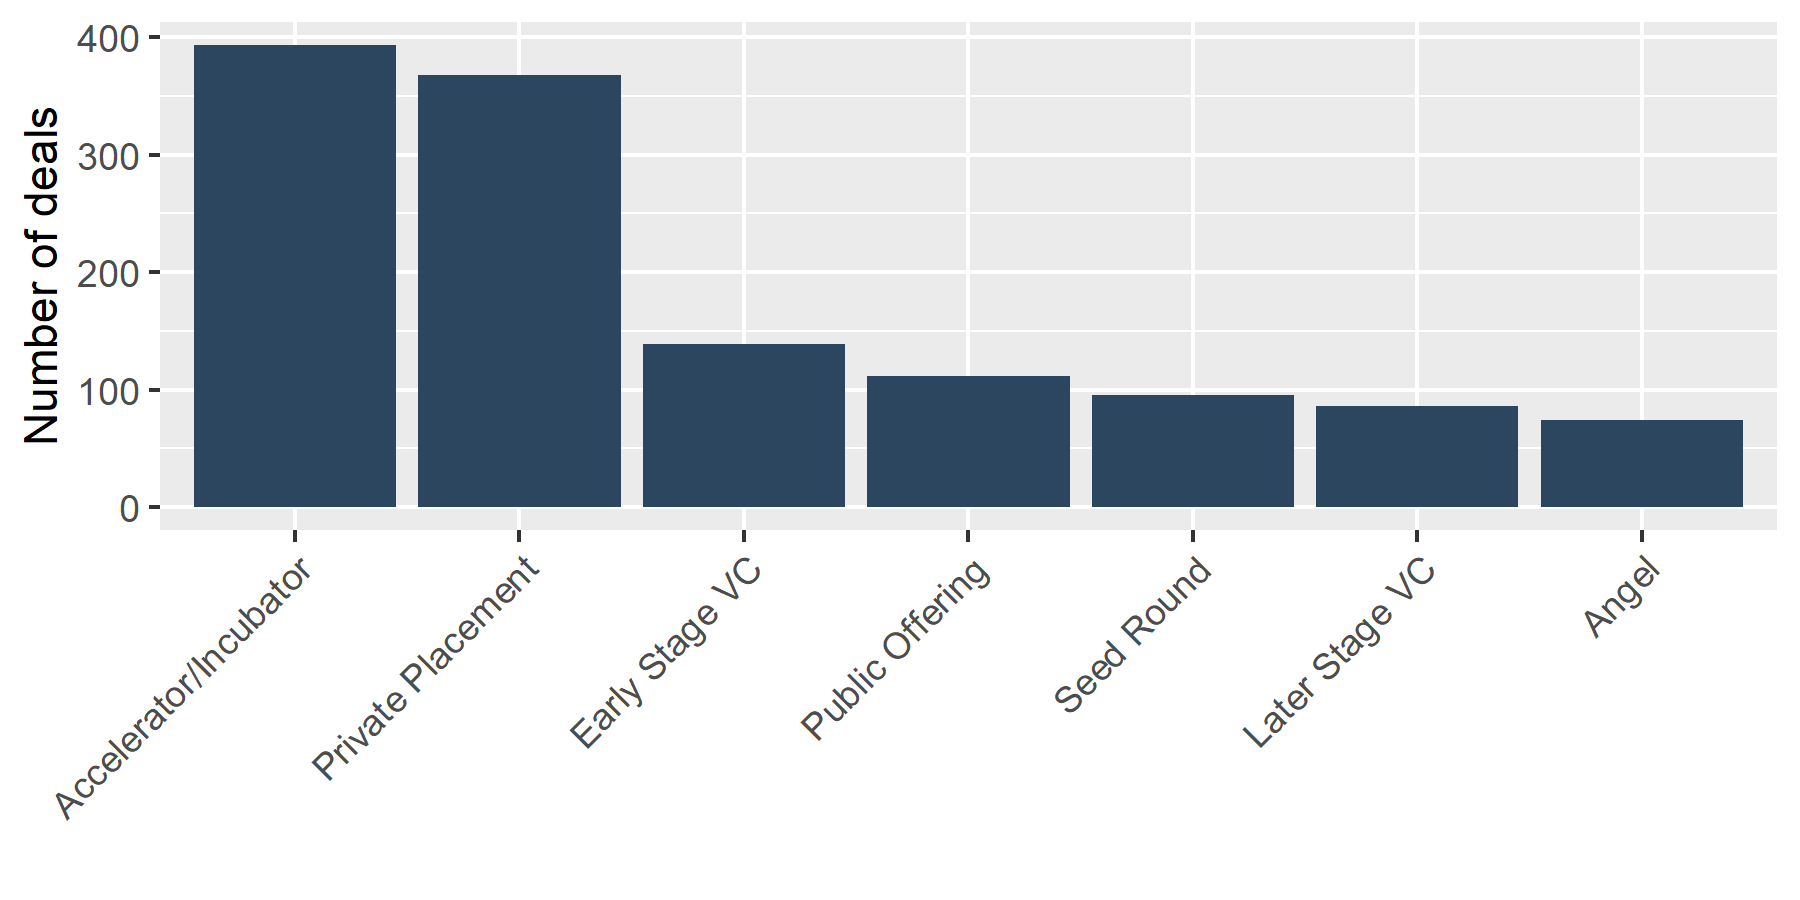 Number of deals
400
300
200
100
0
Accelerator/Incubator
Private Placement
Early Stage VC
Public Offering
Seed Round
Later Stage VC
Angel